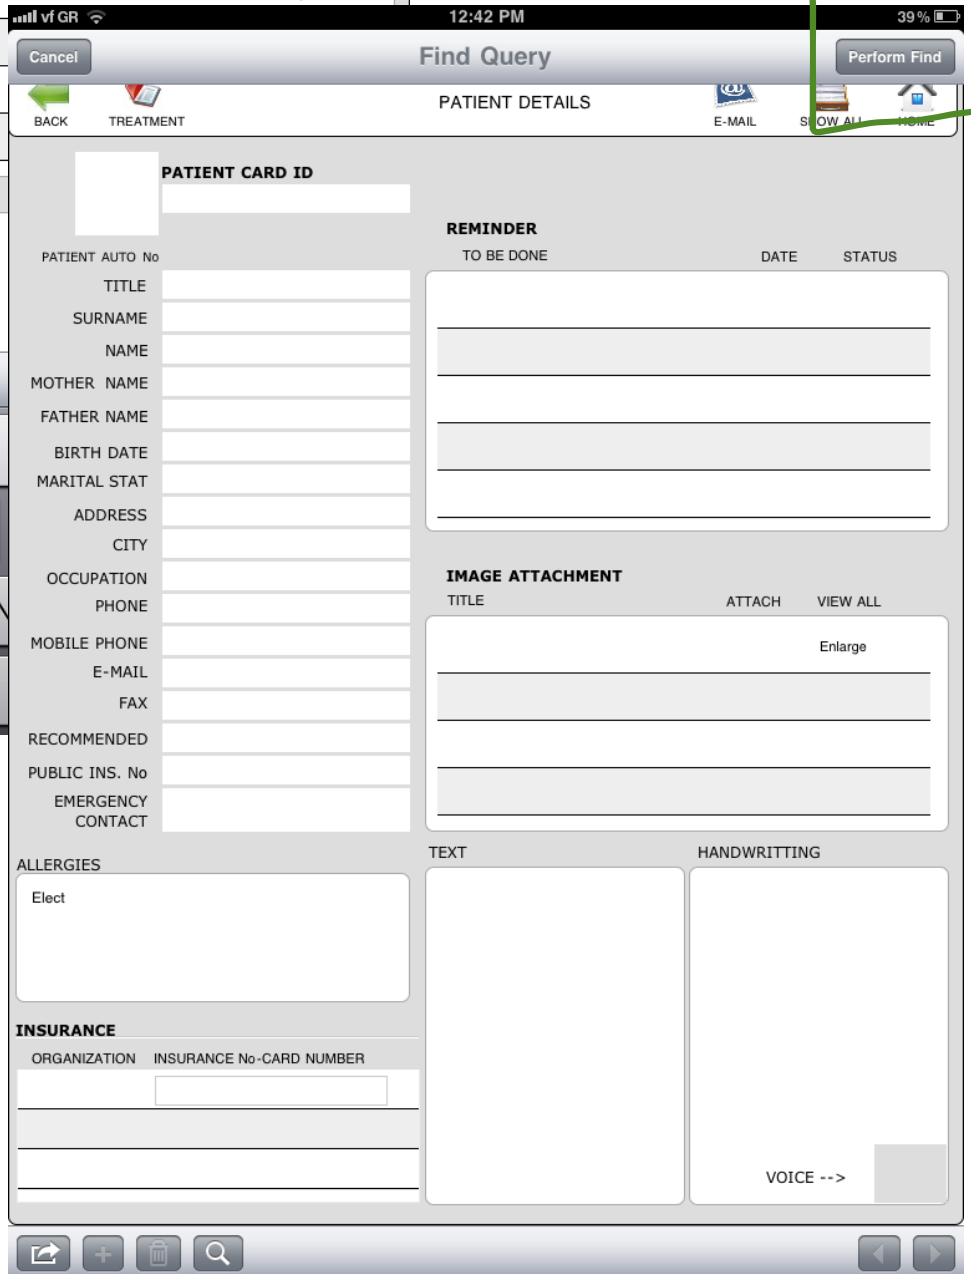 vf GR 12:42 PM 39 %
Cancel Find Query Perform Find
PATIENT DETAILS
BACK TREATMENT E-MAIL SHOW ALL HOME
PATIENT CARD ID
REMINDER
PATIENT AUTO No TO BE DONE DATE STATUS
TITLE
SURNAME
NAME
MOTHER NAME
FATHER NAME
BIRTH DATE
MARITAL STAT
ADDRESS
CITY
OCCUPATION
PHONE
MOBILE PHONE
E-MAIL
FAX
RECOMMENDED
PUBLIC INS. No
EMERGENCY
CONTACT
IMAGE ATTACHMENT
TITLE ATTACH VIEW ALL
Enlarge
ALLERGIES
Elect
TEXT HANDWRITTING
VOICE -->
INSURANCE
ORGANIZATION INSURANCE No-CARD NUMBER